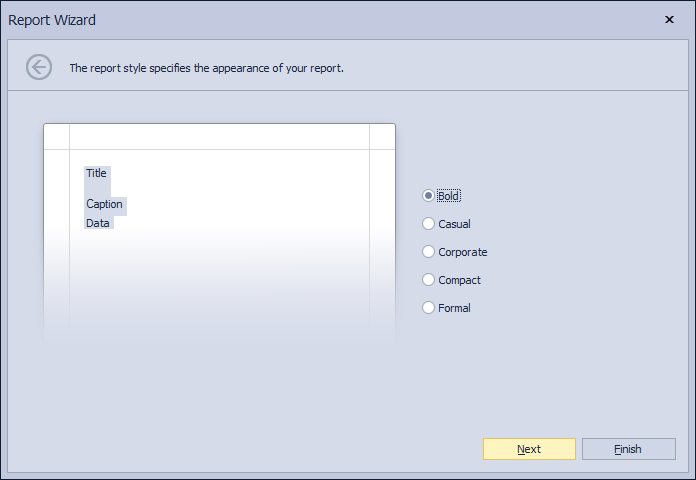 Report Wizard
The report style specifies the appearance of your report.
Title
Caption
Data
Bold
Casual
Corporate
Compact
Formal
Next
Finish